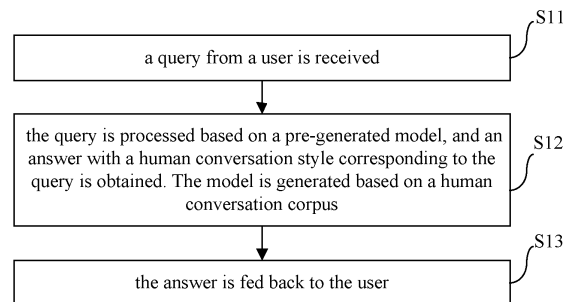 S11
a query from a user is received
the query is processed based on a pre-generated model, and an
answer with a human conversation style corresponding to the
query is obtained. The model is generated based on a human
conversation corpus
S12
S13
the answer is fed back to the user